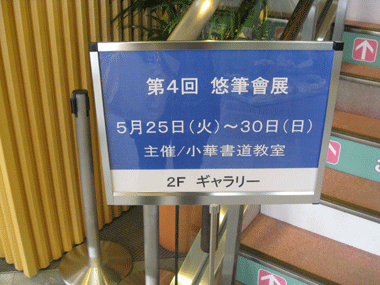 第4回 悠筆會展
5月25日(火)～30日(日)
主催/小華書道教室
2F ギャラリー